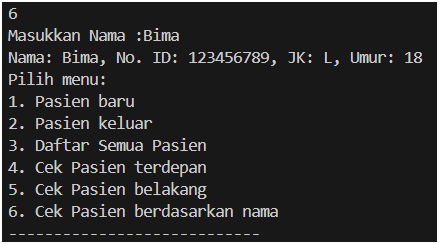 6
Masukkan Nama :Bima
Nama: Bima, No. ID: 123456789, JK: L, Umur: 18
Pilih menu:
1. Pasien baru
2. Pasien keluar
3. Daftar Semua Pasien
4. Cek Pasien terdepan
5. Cek Pasien belakang
6. Cek Pasien berdasarkan nama
----------------------------